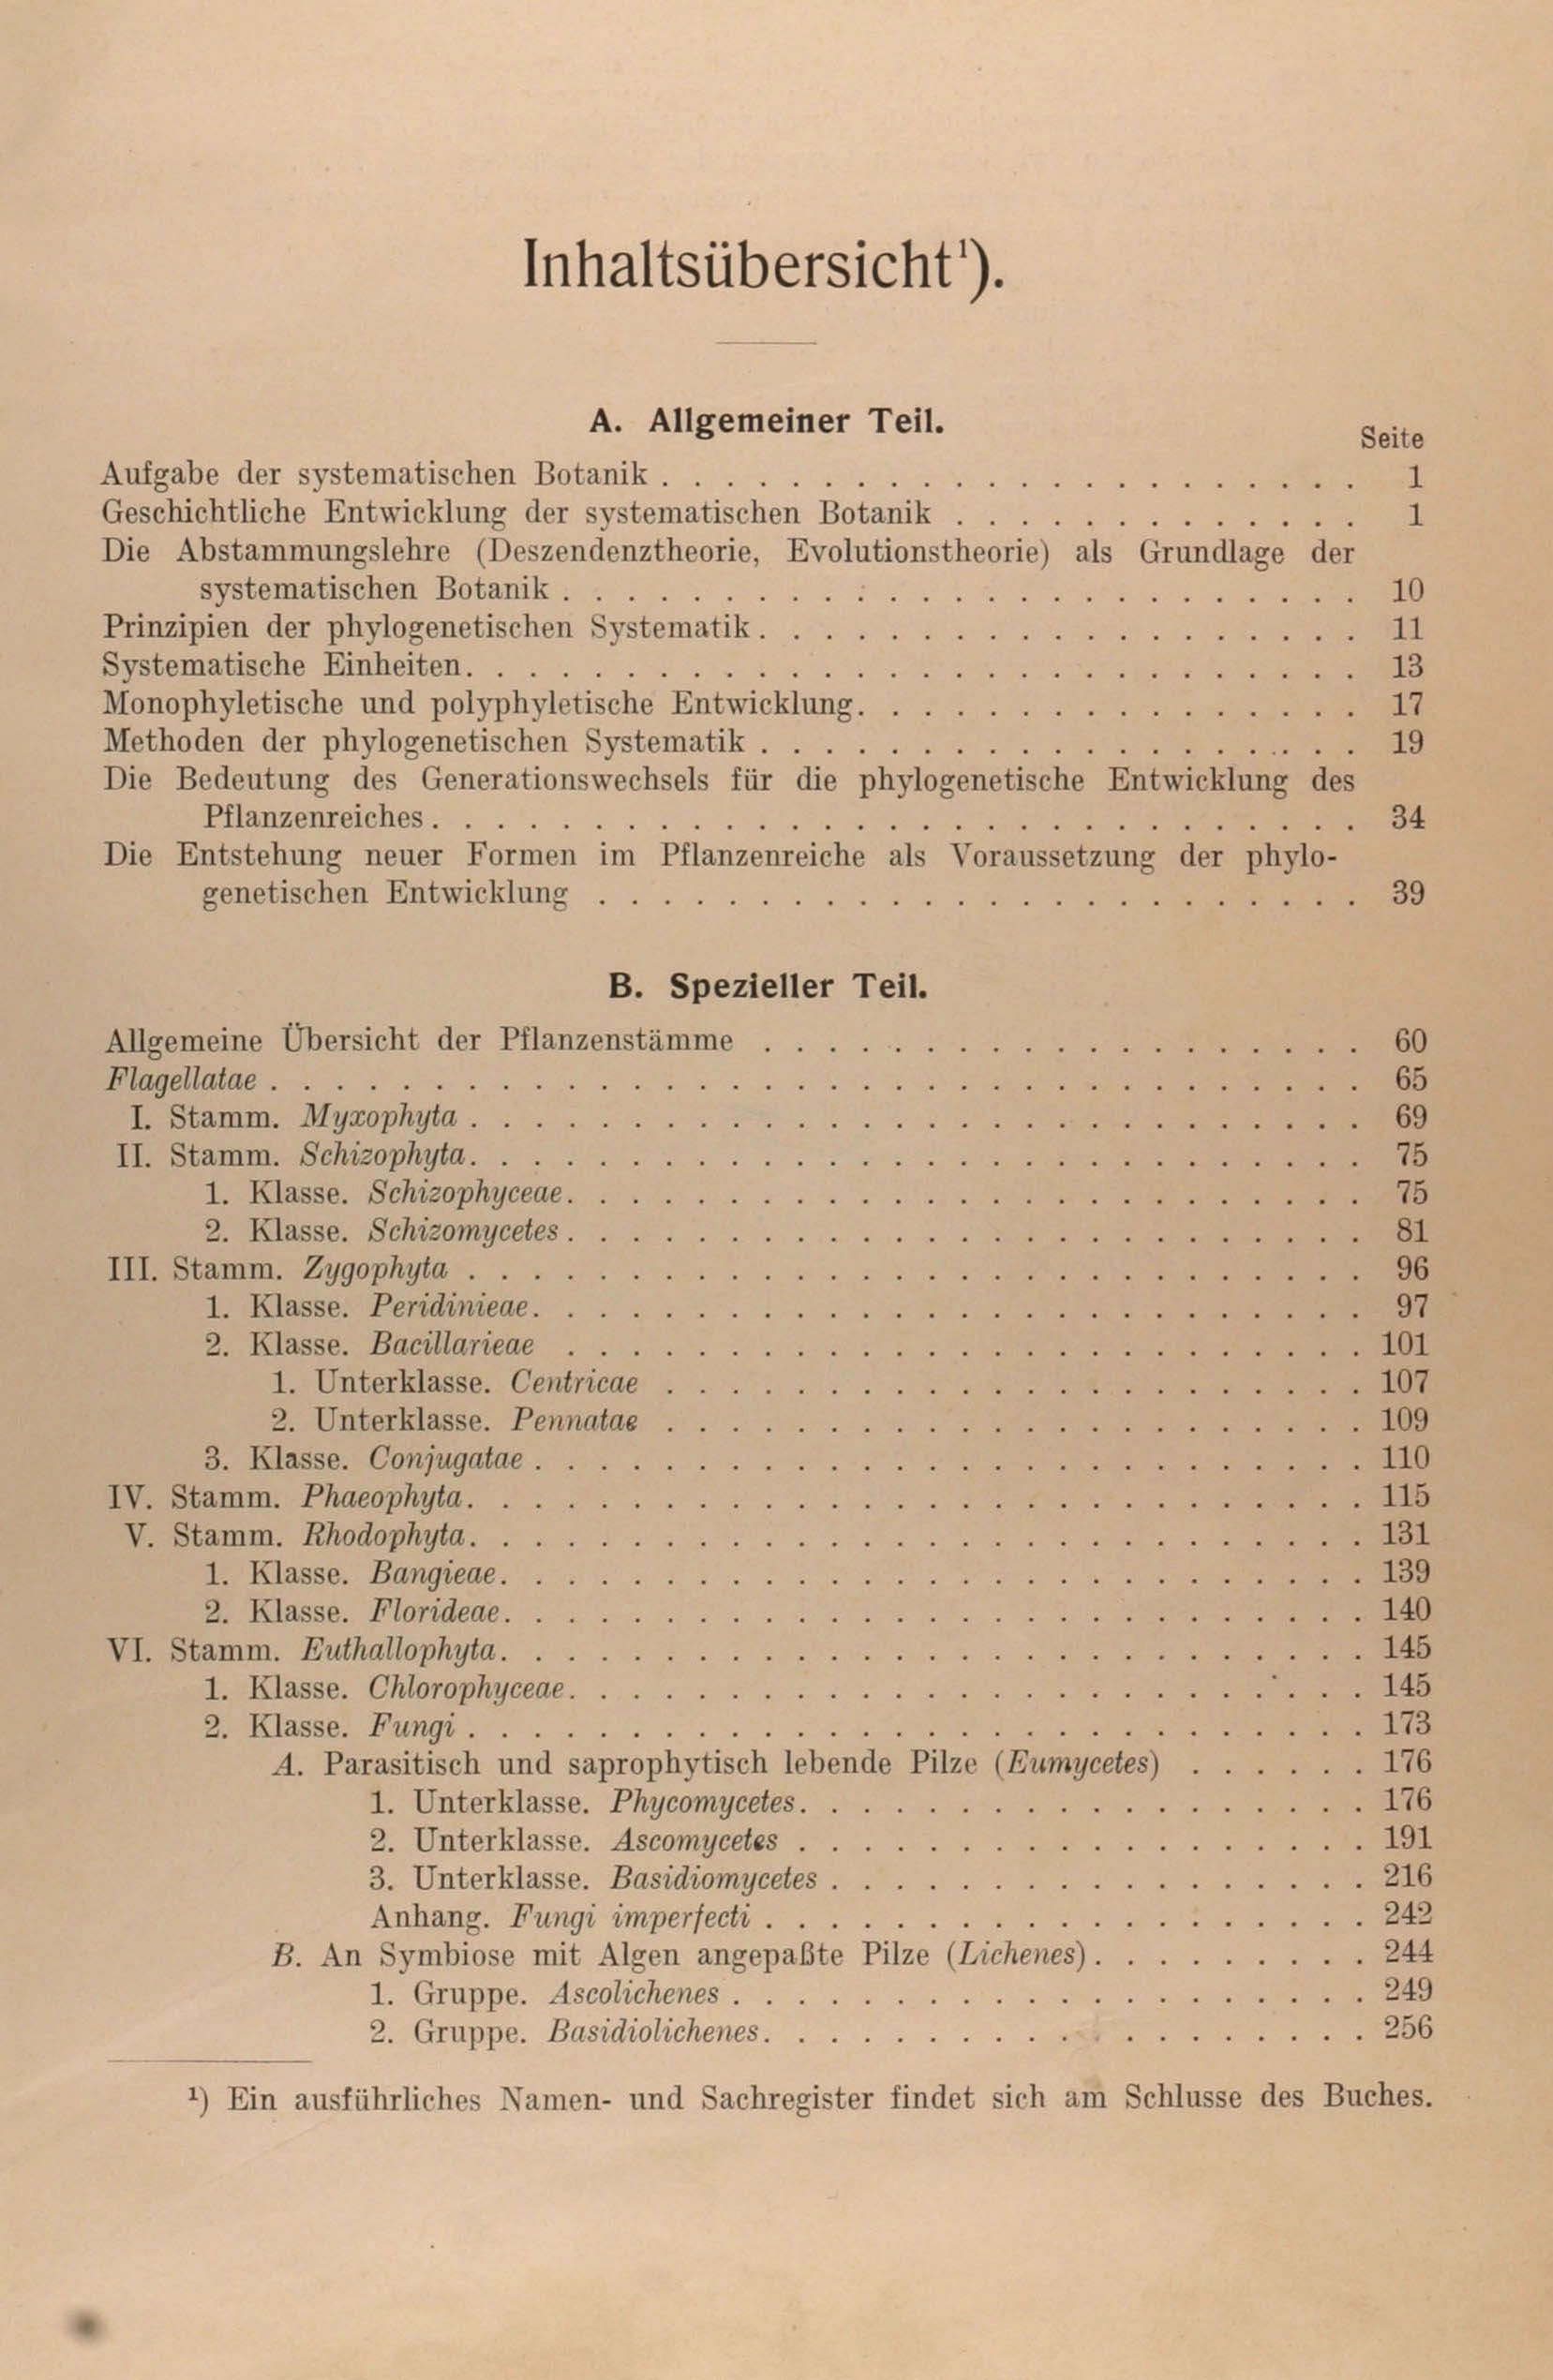 Inhaltsübersicht¹).
A. Allgemeiner Teil.
Seite
Aufgabe der systematischen Botanik . . . . . . . . . . . . . . . . . . . . . . 1
Geschichtliche Entwicklung der systematischen Botanik . . . . . . . . . . . . . 1
Die Abstammungslehre (Deszendenztheorie, Evolutionstheorie) als Grundlage der
systematischen Botanik . . . . . . . . . . . . . . . . . . . . . . . . . 10
Prinzipien der phylogenetischen Systematik . . . . . . . . . . . . . . . . . . . 11
Systematische Einheiten . . . . . . . . . . . . . . . . . . . . . . . . . . . . 13
Monophyletische und polyphyletische Entwicklung . . . . . . . . . . . . . . . . 17
Methoden der phylogenetischen Systematik . . . . . . . . . . . . . . . . . . . 19
Die Bedeutung des Generationswechsels für die phylogenetische Entwicklung des
Pflanzenreiches . . . . . . . . . . . . . . . . . . . . . . . . . . . . . 34
Die Entstehung neuer Formen im Pflanzenreiche als Voraussetzung der phylo-
genetischen Entwicklung . . . . . . . . . . . . . . . . . . . . . . . . 39
B. Spezieller Teil.
Allgemeine Übersicht der Pflanzenstämme . . . . . . . . . . . . . . . . . . . 60
Flagellatae . . . . . . . . . . . . . . . . . . . . . . . . . . . . . . . . . . 65
I. Stamm. Myxophyta . . . . . . . . . . . . . . . . . . . . . . . . . . . . 69
II. Stamm. Schizophyta . . . . . . . . . . . . . . . . . . . . . . . . . . . . 75
1. Klasse. Schizophyceae . . . . . . . . . . . . . . . . . . . . . . . . . 75
2. Klasse. Schizomycetes . . . . . . . . . . . . . . . . . . . . . . . . . 81
III. Stamm. Zygophyta . . . . . . . . . . . . . . . . . . . . . . . . . . . . 96
1. Klasse. Peridinieae . . . . . . . . . . . . . . . . . . . . . . . . . . 97
2. Klasse. Bacillarieae . . . . . . . . . . . . . . . . . . . . . . . . . 101
1. Unterklasse. Centricae . . . . . . . . . . . . . . . . . . . . . . 107
2. Unterklasse. Pennatae . . . . . . . . . . . . . . . . . . . . . . 109
3. Klasse. Conjugatae . . . . . . . . . . . . . . . . . . . . . . . . . . 110
IV. Stamm. Phaeophyta . . . . . . . . . . . . . . . . . . . . . . . . . . . . 115
V. Stamm. Rhodophyta . . . . . . . . . . . . . . . . . . . . . . . . . . . . 131
1. Klasse. Bangieae . . . . . . . . . . . . . . . . . . . . . . . . . . . 139
2. Klasse. Florideae . . . . . . . . . . . . . . . . . . . . . . . . . . . 140
VI. Stamm. Euthallophyta . . . . . . . . . . . . . . . . . . . . . . . . . . . 145
1. Klasse. Chlorophyceae . . . . . . . . . . . . . . . . . . . . . . . . . 145
2. Klasse. Fungi . . . . . . . . . . . . . . . . . . . . . . . . . . . . 173
A. Parasitisch und saprophytisch lebende Pilze (Eumycetes) . . . . . . 176
1. Unterklasse. Phycomycetes . . . . . . . . . . . . . . . . . . 176
2. Unterklasse. Ascomycetes . . . . . . . . . . . . . . . . . . 191
3. Unterklasse. Basidiomycetes . . . . . . . . . . . . . . . . . 216
Anhang. Fungi imperfecti . . . . . . . . . . . . . . . . . . . 242
B. An Symbiose mit Algen angepaßte Pilze (Lichenes) . . . . . . . . . 244
1. Gruppe. Ascolichenes . . . . . . . . . . . . . . . . . . . . 249
2. Gruppe. Basidiolichenes . . . . . . . . . . . . . . . . . . . 256
¹) Ein ausführliches Namen- und Sachregister findet sich am Schlusse des Buches.